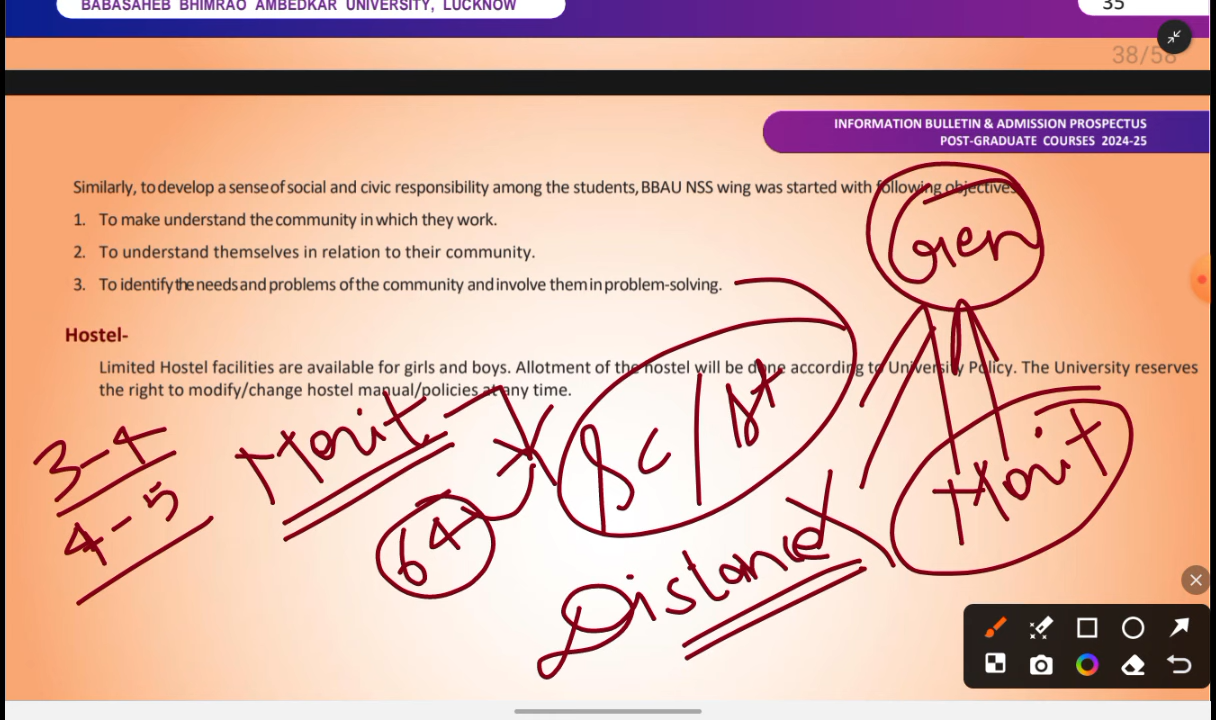 BABASAHEB BHIMRAO AMBEDKAR UNIVERSITY, LUCKNOW
35
38/58
INFORMATION BULLETIN & ADMISSION PROSPECTUS
POST-GRADUATE COURSES 2024-25
Similarly, to develop a sense of social and civic responsibility among the students, BBAU NSS wing was started with following objectives
1. To make understand the community in which they work.
2. To understand themselves in relation to their community.
3. To identify the needs and problems of the community and involve them in problem-solving.
Gen
Hostel-
Limited Hostel facilities are available for girls and boys. Allotment of the hostel will be done according to University Policy. The University reserves
the right to modify/change hostel manual/policies at any time.
3-4
Merit
Sc/St
Merit
4-5
64
Distance